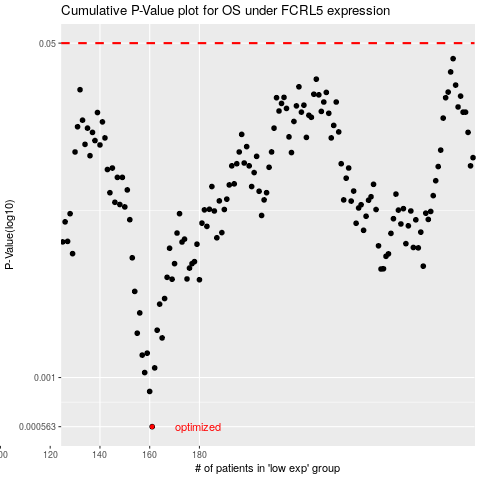 Cumulative P-Value plot for OS under FCRL5 expression
0.05
P-Value(log10)
0.001
0.000563
optimized
00 120 140 160 180
# of patients in 'low exp' group